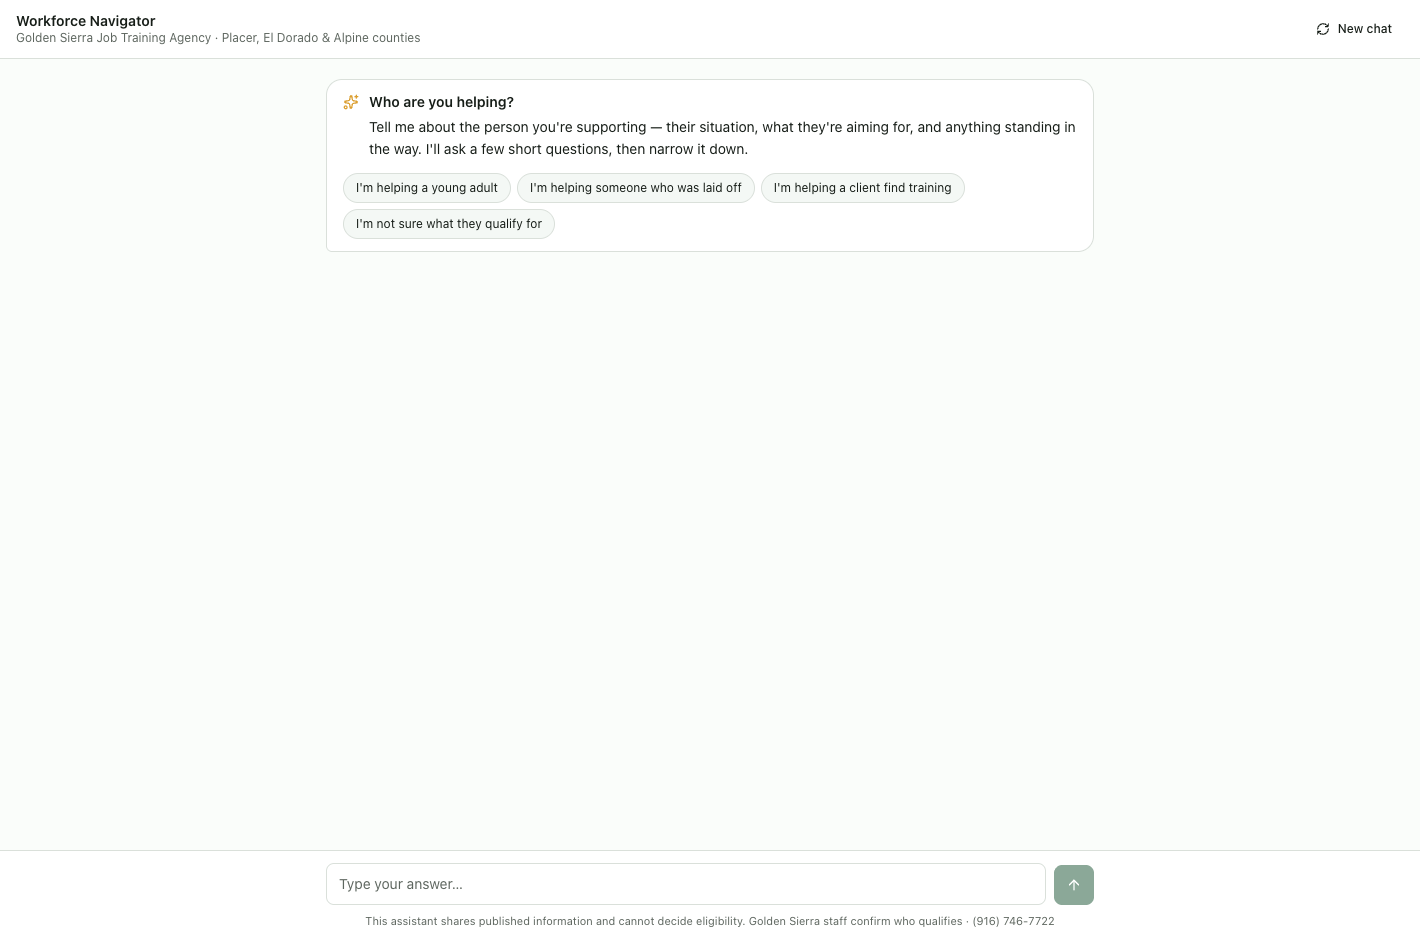 Workforce Navigator
Golden Sierra Job Training Agency · Placer, El Dorado & Alpine counties
New chat
Who are you helping?
Tell me about the person you're supporting — their situation, what they're aiming for, and anything standing in
the way. I'll ask a few short questions, then narrow it down.
I'm helping a young adult
I'm helping someone who was laid off
I'm helping a client find training
I'm not sure what they qualify for
Type your answer...
This assistant shares published information and cannot decide eligibility. Golden Sierra staff confirm who qualifies · (916) 746-7722